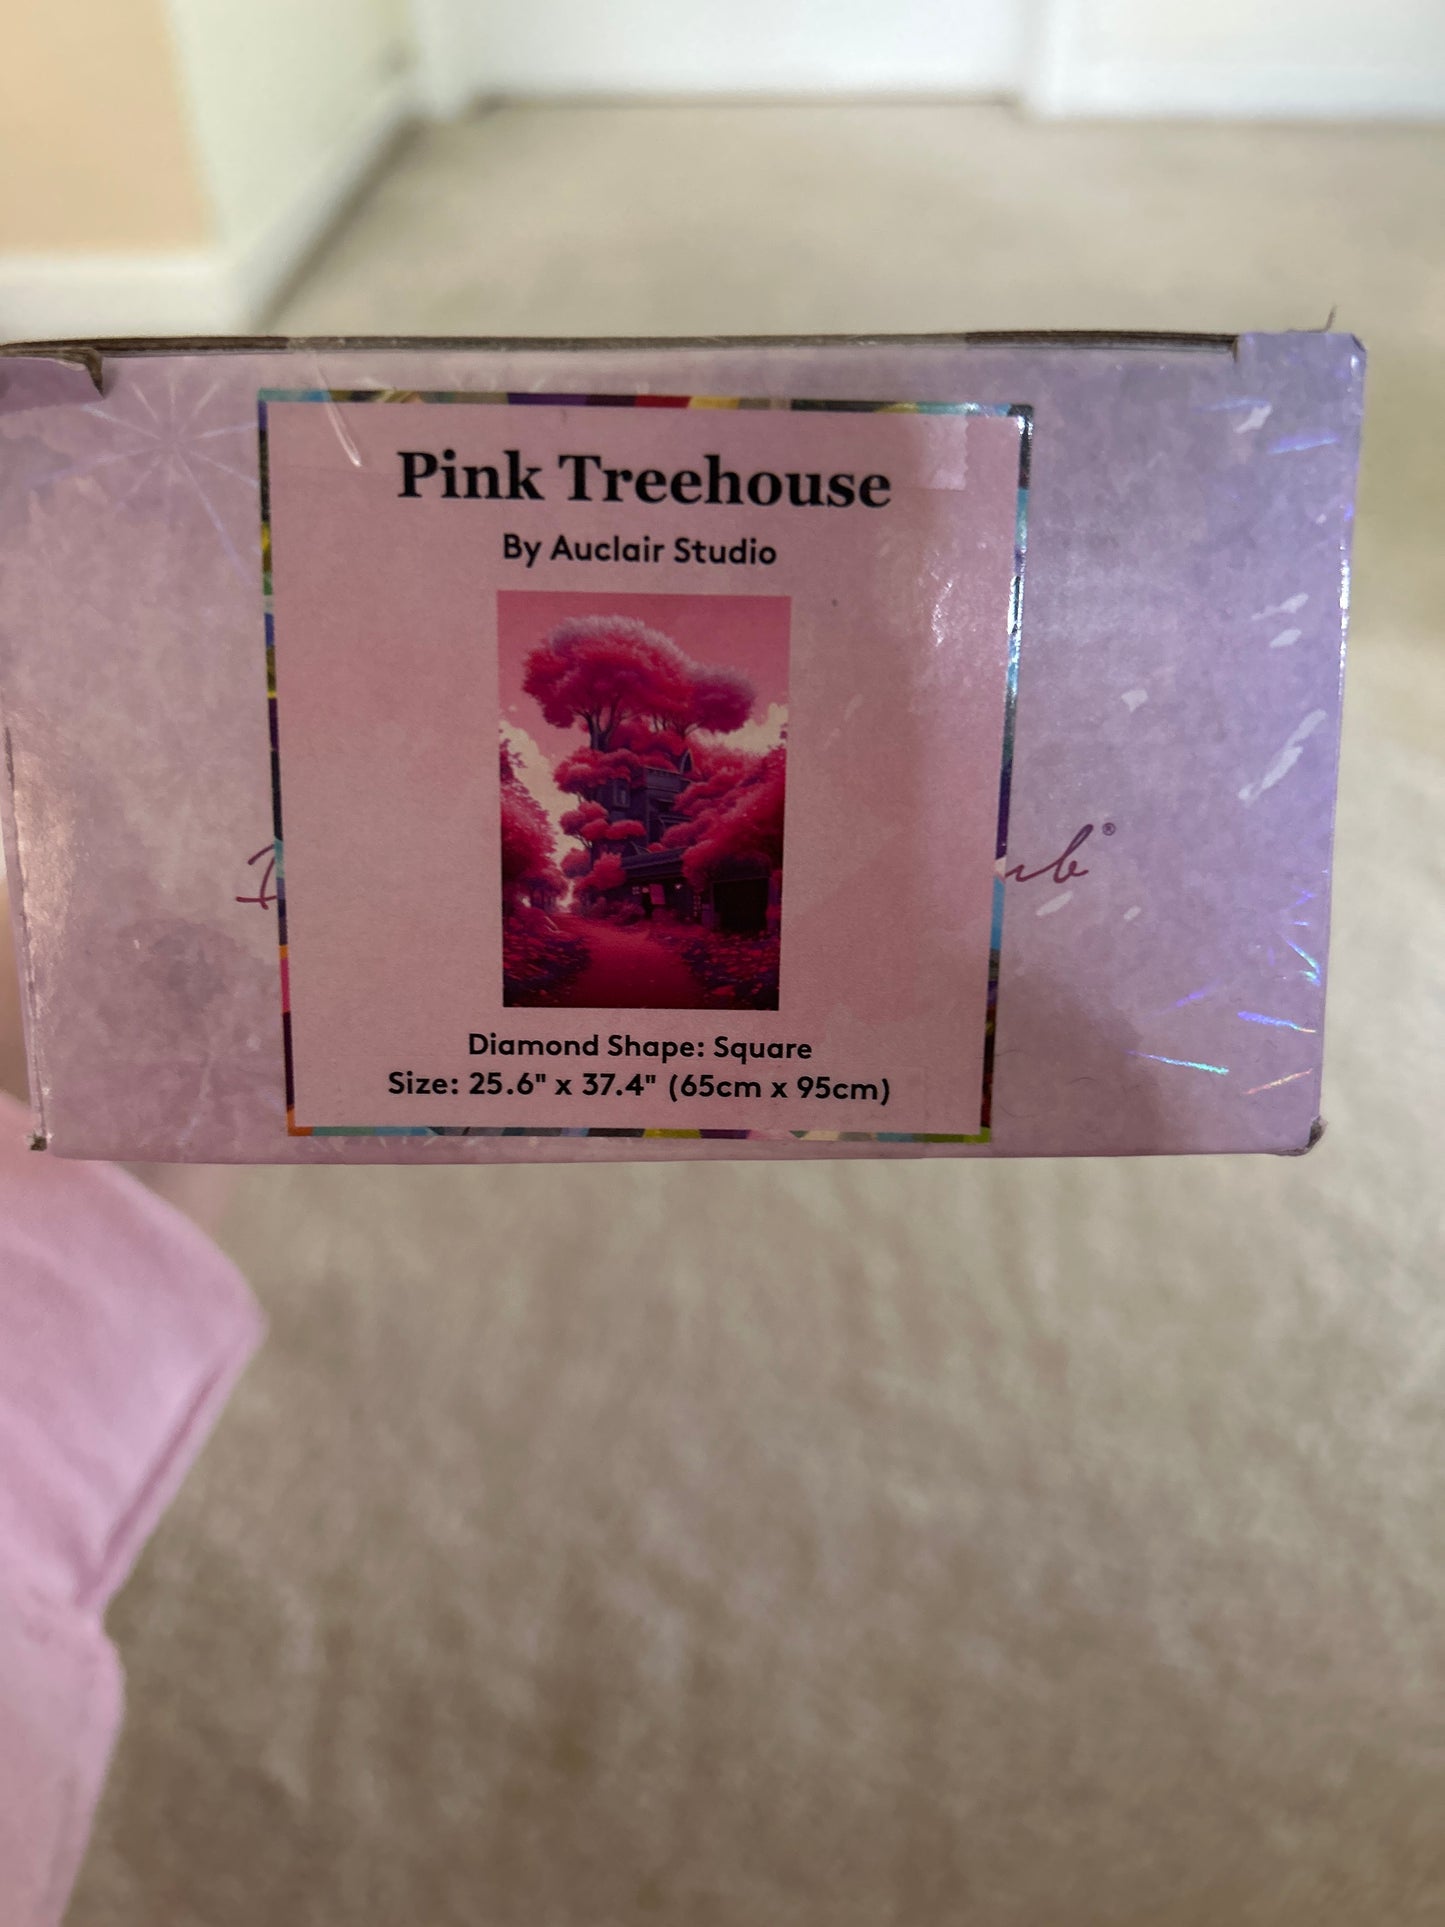 Pink Treehouse
By Auclair Studio
Diamond Shape: Square
Size: 25.6" x 37.4" (65cm x 95cm)